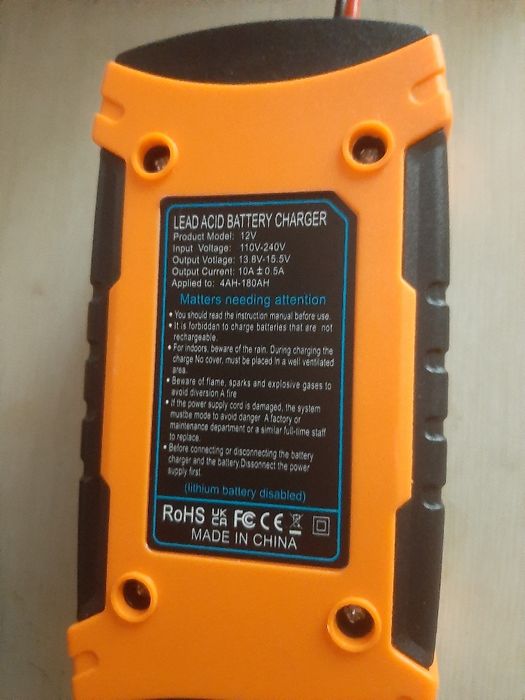 LEAD ACID BATTERY CHARGER
Product Model: 12V
Input Voltage: 110V-240V
Output Votlage: 13.8V-15.5V
Output Current: 10A±0.5A
Applied to: 4AH-180AH
Matters needing attention
• You should read the instruction manual before use.
• It is forbidden to charge batteries that are not
rechargeable.
• For indoors, beware of the rain. During charging the
charge No cover, must be placed in a well ventilated
area.
• Beware of flame, sparks and explosive gases to
avoid diversion A fire
• If the power supply cord is damaged, the system
mustbe mode to avoid danger A factory or
maintenance department or a similar full-time staff
to replace.
• Before connecting or disconnecting the battery
charger and the battery,Dissonnect the power
supply first.
(lithium battery disabled)
RoHS UK CA FC CE
MADE IN CHINA